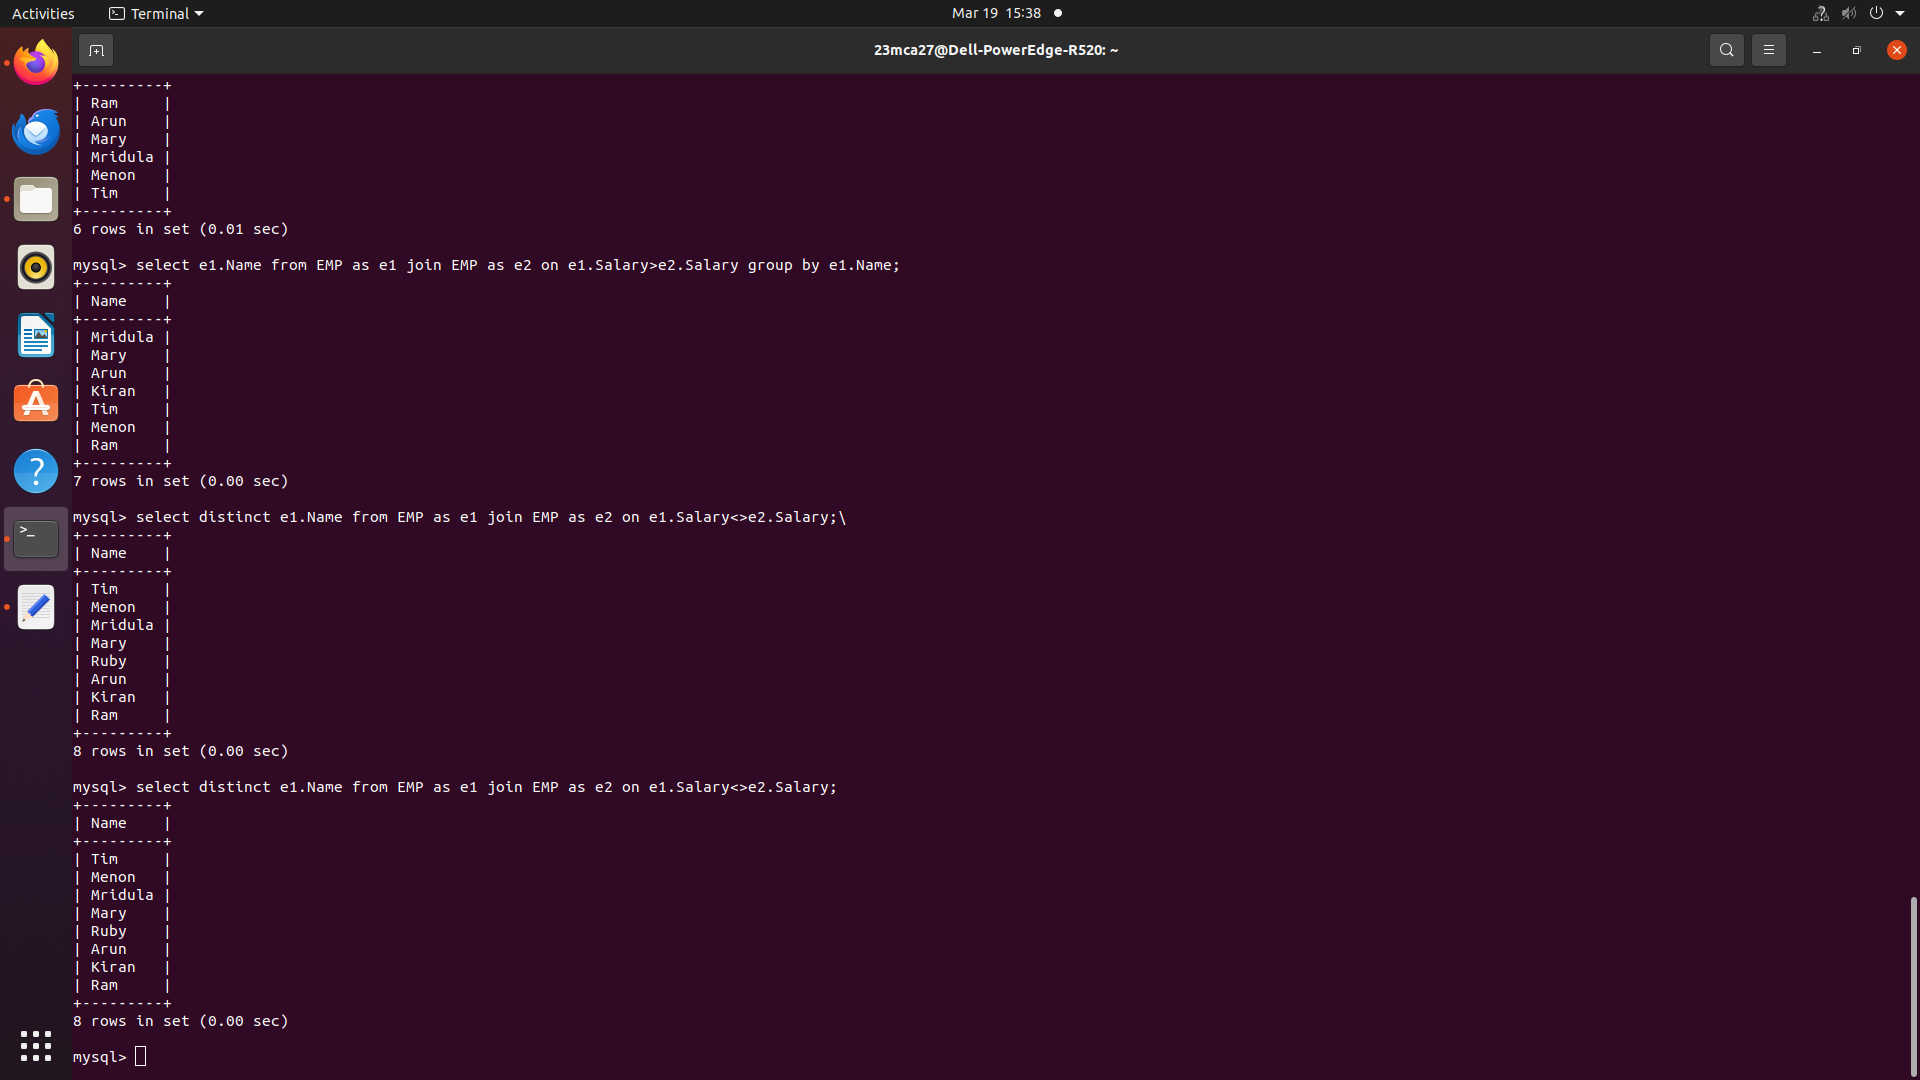 Activities
Terminal
Mar 19 15:38
23mca27@Dell-PowerEdge-R520: ~
+---------+
| Ram     |
| Arun    |
| Mary    |
| Mridula |
| Menon   |
| Tim     |
+---------+
6 rows in set (0.01 sec)
mysql> select e1.Name from EMP as e1 join EMP as e2 on e1.Salary>e2.Salary group by e1.Name;
+---------+
| Name    |
+---------+
| Mridula |
| Mary    |
| Arun    |
| Kiran   |
| Tim     |
| Menon   |
| Ram     |
+---------+
7 rows in set (0.00 sec)
mysql> select distinct e1.Name from EMP as e1 join EMP as e2 on e1.Salary<>e2.Salary;\
+---------+
| Name    |
+---------+
| Tim     |
| Menon   |
| Mridula |
| Mary    |
| Ruby    |
| Arun    |
| Kiran   |
| Ram     |
+---------+
8 rows in set (0.00 sec)
mysql> select distinct e1.Name from EMP as e1 join EMP as e2 on e1.Salary<>e2.Salary;
+---------+
| Name    |
+---------+
| Tim     |
| Menon   |
| Mridula |
| Mary    |
| Ruby    |
| Arun    |
| Kiran   |
| Ram     |
+---------+
8 rows in set (0.00 sec)
mysql>